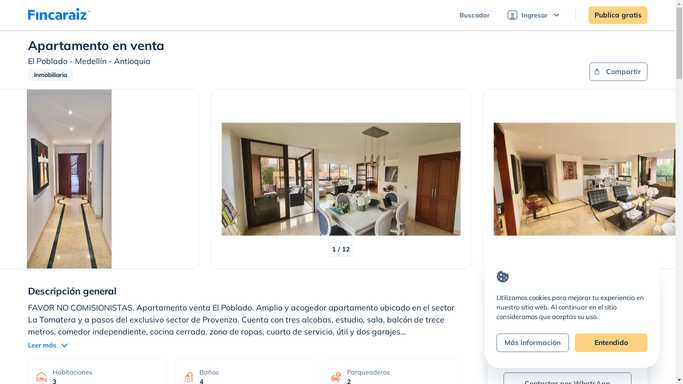 Fincaraiz
Buscador
Ingresar
Publica gratis
Apartamento en venta
El Poblado - Medellín - Antioquia
Inmobiliaria
Compartir
1 / 12
Descripción general
FAVOR NO COMISIONISTAS. Apartamento venta El Poblado. Amplio y acogedor apartamento ubicado en el sector
La Tomatera y a pasos del exclusivo sector de Provenza. Cuenta con tres alcobas, estudio, sala, balcón de trece
metros, comedor independiente, cocina cerrada, zona de ropas, cuarto de servicio, útil y dos garajes...
Leer más
Habitaciones
3
Baños
4
Parqueaderos
2
Utilizamos cookies para mejorar tu experiencia en
nuestro sitio web. Al continuar en el sitio
consideramos que aceptas su uso.
Más información
Entendido
Contactar por WhatsApp